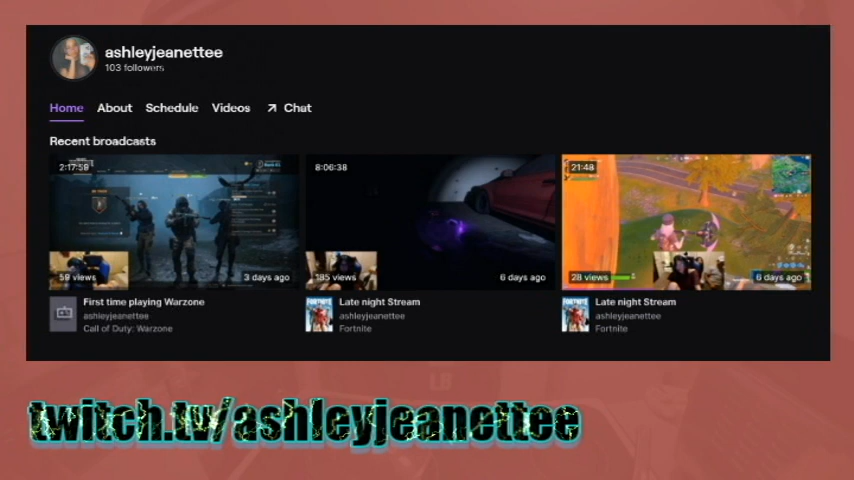 ashleyjeanettee
103 followers
Home About Schedule Videos Chat
Recent broadcasts
2:17:59 8:06:38 21:48
59 views 3 days ago 185 views 6 days ago 28 views 6 days ago
First time playing Warzone Late night Stream Late night Stream
ashleyjeanettee ashleyjeanettee ashleyjeanettee
Call of Duty: Warzone Fortnite Fortnite
twitch.tv/ashleyjeanettee